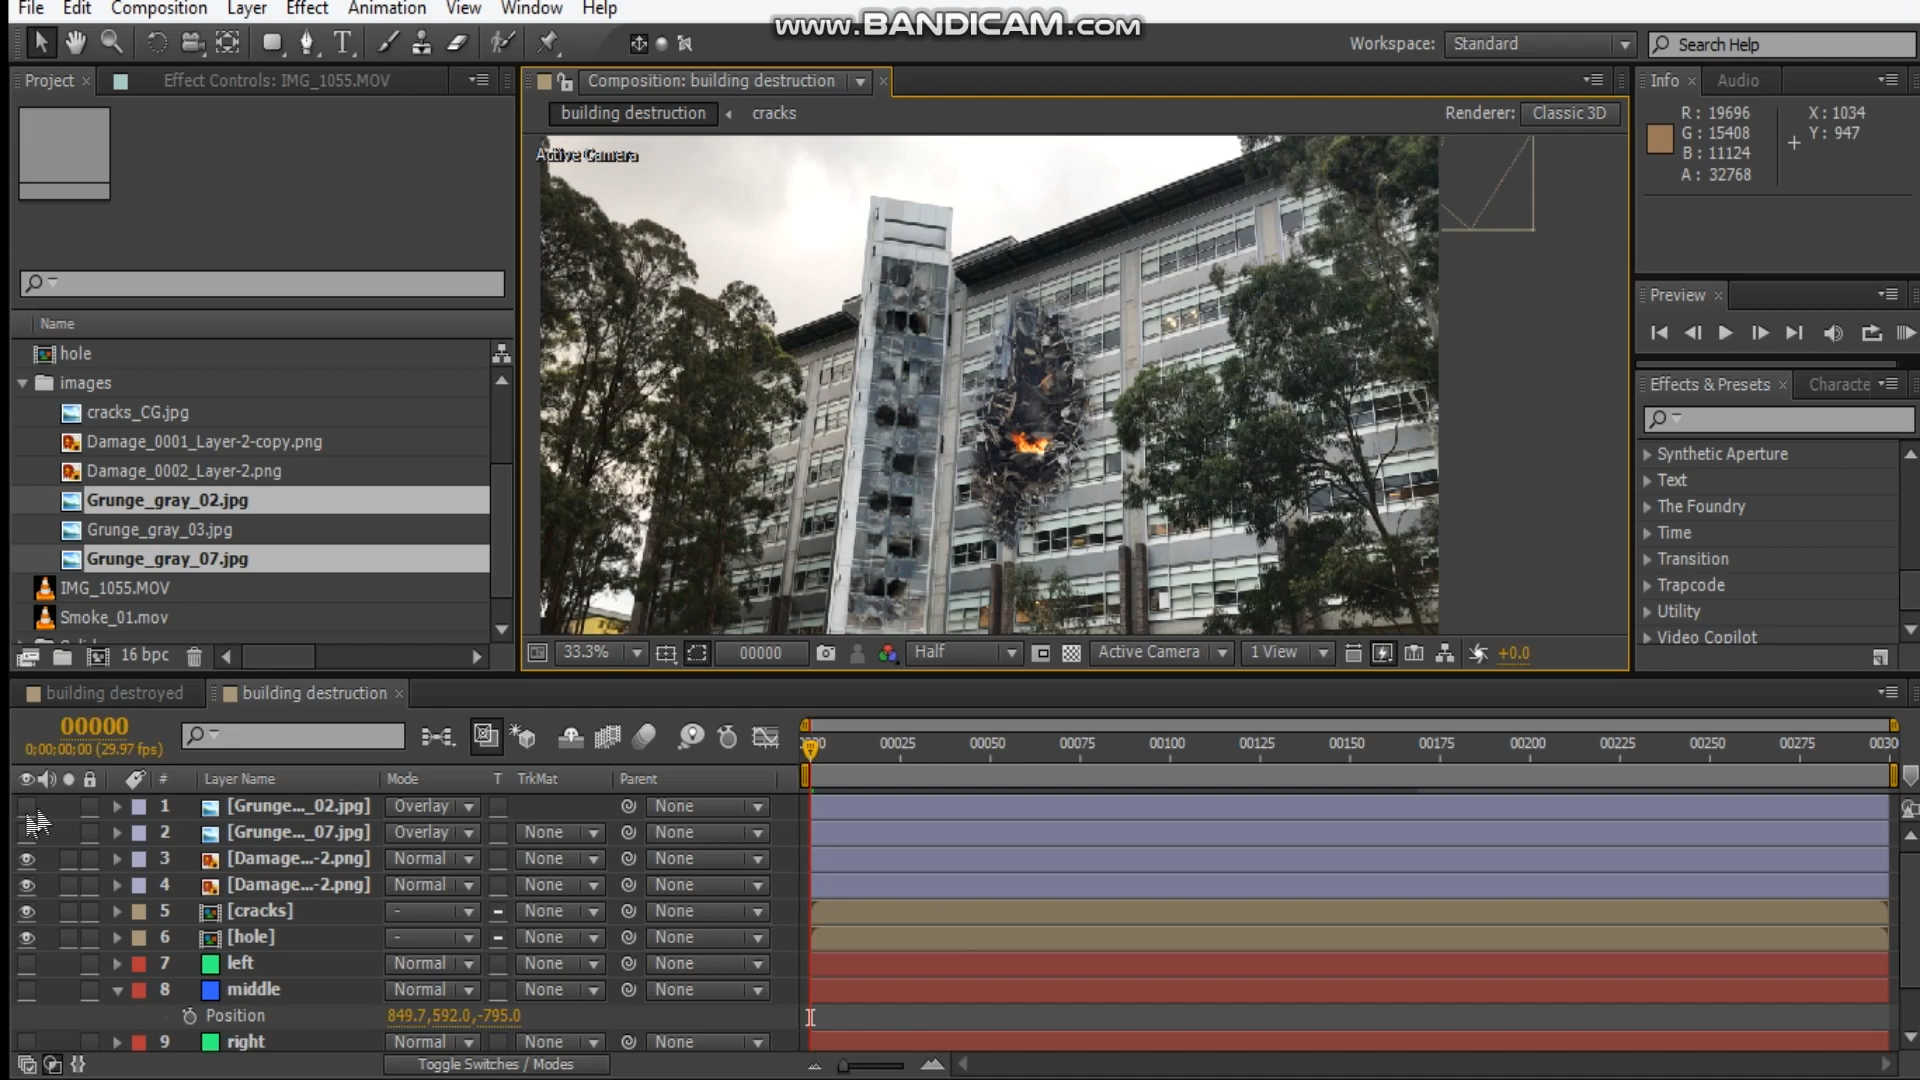 File Edit Composition Layer Effect Animation View Window Help
www.BANDICAM.com
Workspace: Standard Search Help
Project × Effect Controls: IMG_1055.MOV
Composition: building destruction ×
building destruction cracks
Renderer: Classic 3D
Active Camera
Info × Audio
R: 19696
G: 15408
B: 11124
A: 32768
X: 1034
Y: 947
Preview ×
Effects & Presets × Characte
Synthetic Aperture
Text
The Foundry
Time
Transition
Trapcode
Utility
Video Copilot
Name
hole
images
cracks_CG.jpg
Damage_0001_Layer-2-copy.png
Damage_0002_Layer-2.png
Grunge_gray_02.jpg
Grunge_gray_03.jpg
Grunge_gray_07.jpg
IMG_1055.MOV
Smoke_01.mov
16 bpc
33.3% 00000 Half Active Camera 1 View +0.0
building destroyed building destruction ×
00000
0;00;00;00 (29.97 fps)
00025 00050 00075 00100 00125 00150 00175 00200 00225 00250 00275 0030
# Layer Name Mode T TrkMat Parent
1 [Grunge..._02.jpg] Overlay None
2 [Grunge..._07.jpg] Overlay None None
3 [Damage...-2.png] Normal None None
4 [Damage...-2.png] Normal None None
5 [cracks] - None None
6 [hole] - None None
7 left Normal None None
8 middle Normal None None
Position 849.7,592.0,-795.0
9 right Normal None None
Toggle Switches / Modes